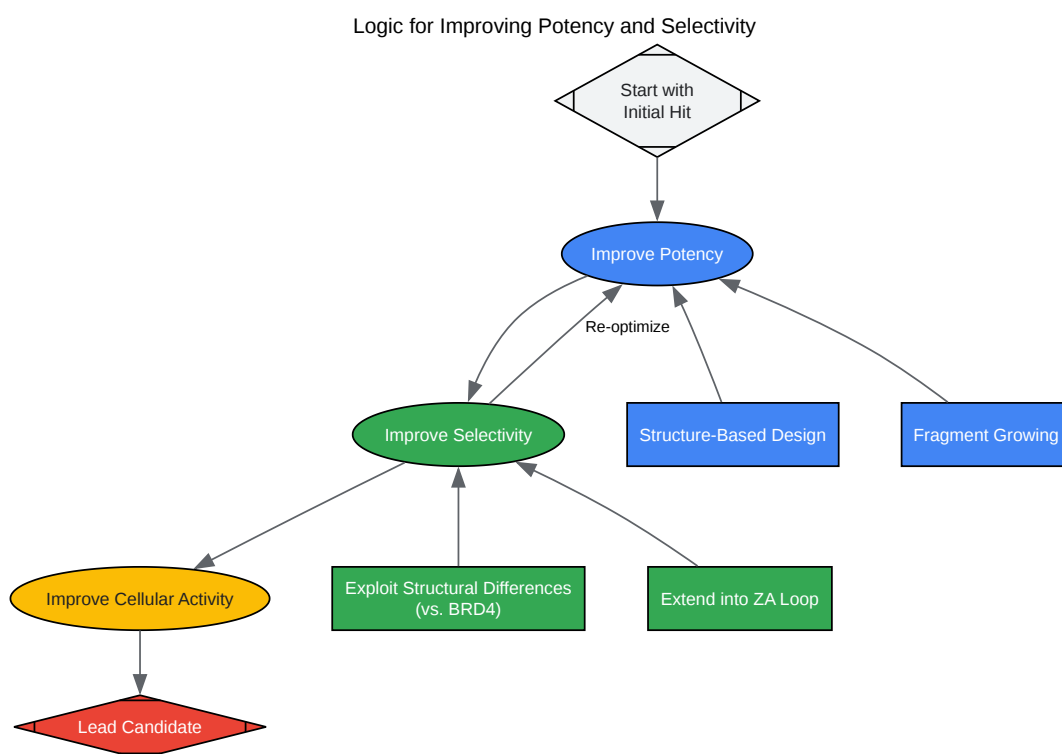 Logic for Improving Potency and Selectivity
Start with
Initial Hit
Improve Potency
Re-optimize
Improve Selectivity
Structure-Based Design
Fragment Growing
Improve Cellular Activity
Exploit Structural Differences
(vs. BRD4)
Extend into ZA Loop
Lead Candidate